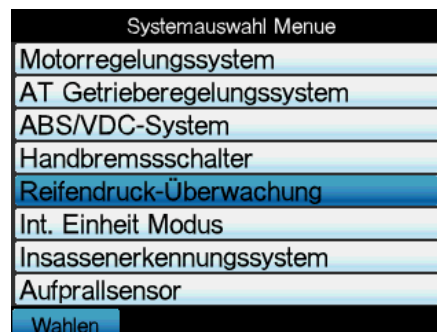 Systemauswahl Menue
Motorregelungssystem
AT Getrieberegelungssystem
ABS/VDC-System
Handbremssschalter
Reifendruck-Überwachung
Int. Einheit Modus
Insassenerkennungssystem
Aufprallsensor
Wahlen